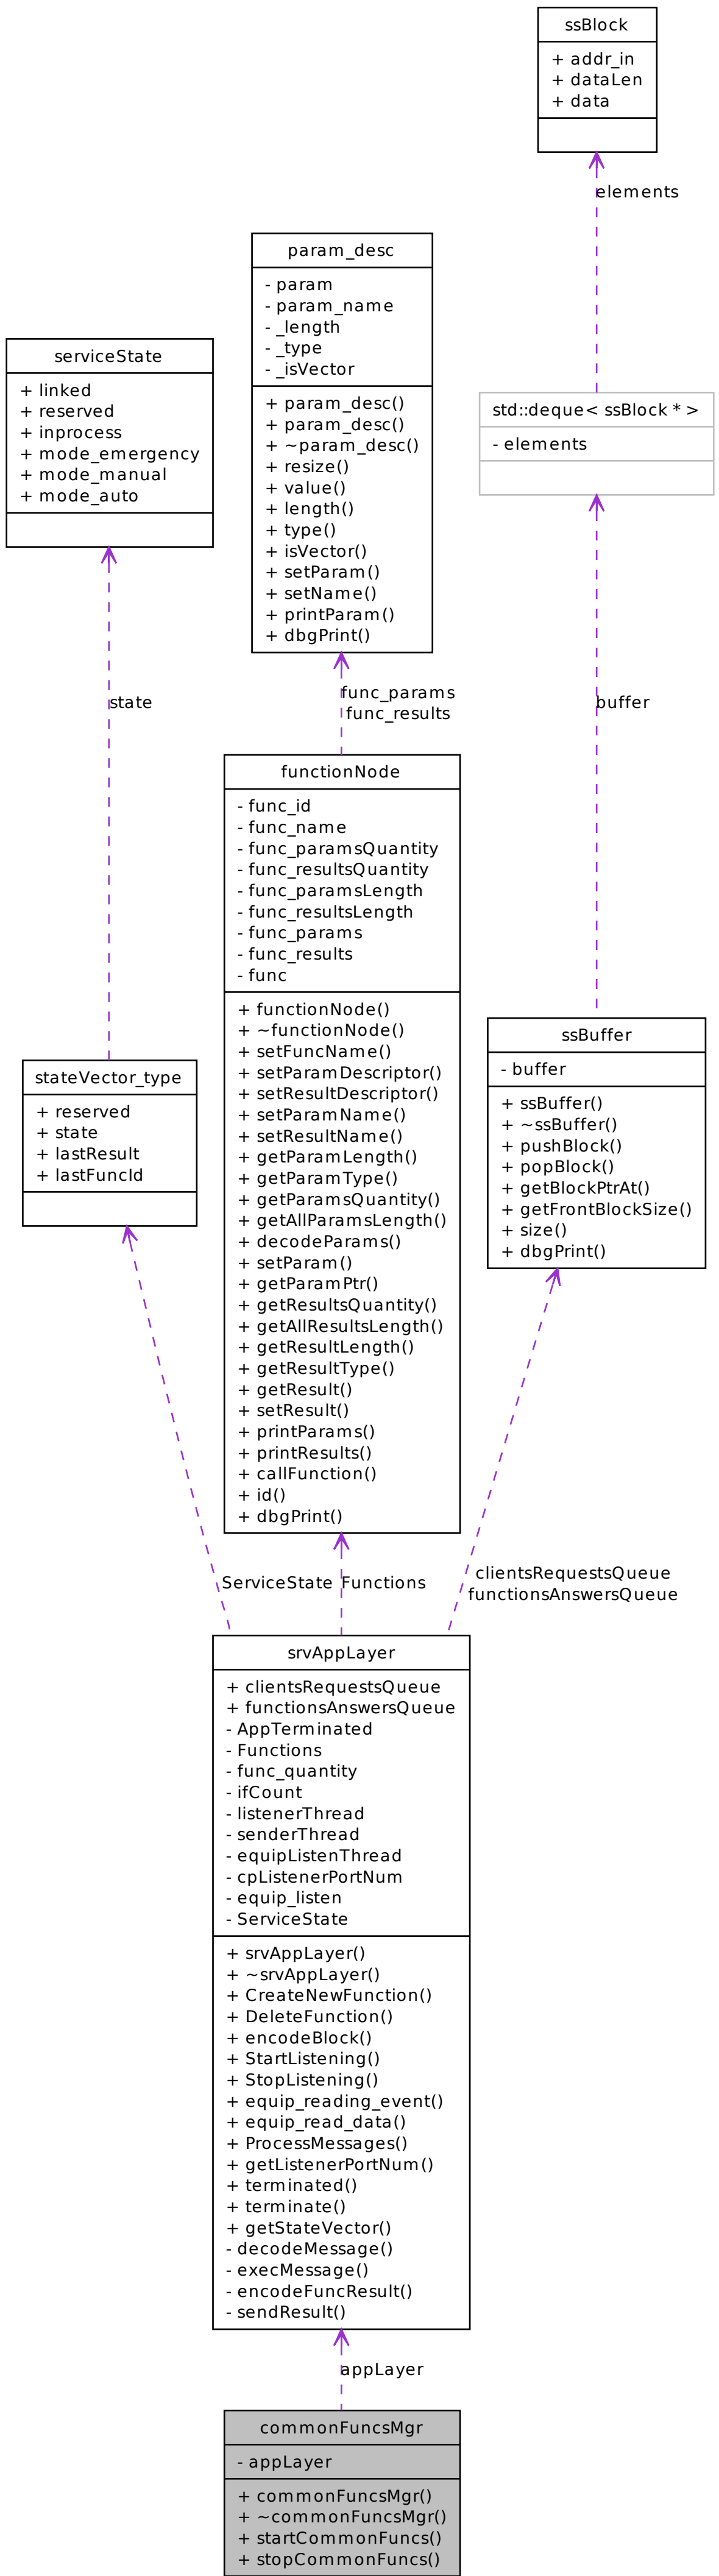 ssBlock
+ addr_in
+ dataLen
+ data
elements
param_desc
- param
- param_name
- _length
- _type
- _isVector
+ param_desc()
+ param_desc()
+ ~param_desc()
+ resize()
+ value()
+ length()
+ type()
+ isVector()
+ setParam()
+ setName()
+ printParam()
+ dbgPrint()
serviceState
+ linked
+ reserved
+ inprocess
+ mode_emergency
+ mode_manual
+ mode_auto
std::deque< ssBlock * >
- elements
func_params
func_results
state
buffer
functionNode
- func_id
- func_name
- func_paramsQuantity
- func_resultsQuantity
- func_paramsLength
- func_resultsLength
- func_params
- func_results
- func
+ functionNode()
+ ~functionNode()
+ setFuncName()
+ setParamDescriptor()
+ setResultDescriptor()
+ setParamName()
+ setResultName()
+ getParamLength()
+ getParamType()
+ getParamsQuantity()
+ getAllParamsLength()
+ decodeParams()
+ setParam()
+ getParamPtr()
+ getResultsQuantity()
+ getAllResultsLength()
+ getResultLength()
+ getResultType()
+ getResult()
+ setResult()
+ printParams()
+ printResults()
+ callFunction()
+ id()
+ dbgPrint()
stateVector_type
+ reserved
+ state
+ lastResult
+ lastFuncId
ssBuffer
- buffer
+ ssBuffer()
+ ~ssBuffer()
+ pushBlock()
+ popBlock()
+ getBlockPtrAt()
+ getFrontBlockSize()
+ size()
+ dbgPrint()
ServiceState
Functions
clientsRequestsQueue
functionsAnswersQueue
srvAppLayer
+ clientsRequestsQueue
+ functionsAnswersQueue
- AppTerminated
- Functions
- func_quantity
- ifCount
- listenerThread
- senderThread
- equipListenThread
- cpListenerPortNum
- equip_listen
- ServiceState
+ srvAppLayer()
+ ~srvAppLayer()
+ CreateNewFunction()
+ DeleteFunction()
+ encodeBlock()
+ StartListening()
+ StopListening()
+ equip_reading_event()
+ equip_read_data()
+ ProcessMessages()
+ getListenerPortNum()
+ terminated()
+ terminate()
+ getStateVector()
- decodeMessage()
- execMessage()
- encodeFuncResult()
- sendResult()
appLayer
commonFuncsMgr
- appLayer
+ commonFuncsMgr()
+ ~commonFuncsMgr()
+ startCommonFuncs()
+ stopCommonFuncs()